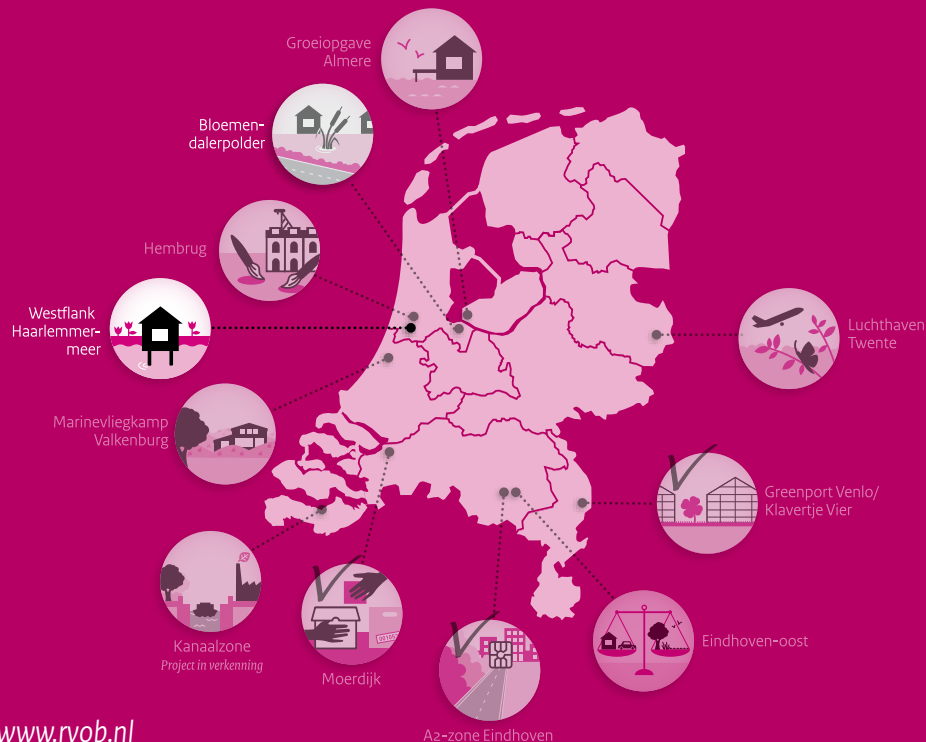 Groeiopgave
Almere
Bloemen-
dalerpolder
Hembrug
Westflank
Haarlemmer-
meer
Luchthaven
Twente
Marinevliegkamp
Valkenburg
Greenport Venlo/
Klavertje Vier
Kanaalzone
Project in verkenning
Moerdijk
Eindhoven-oost
A2-zone Eindhoven
www.rvob.nl